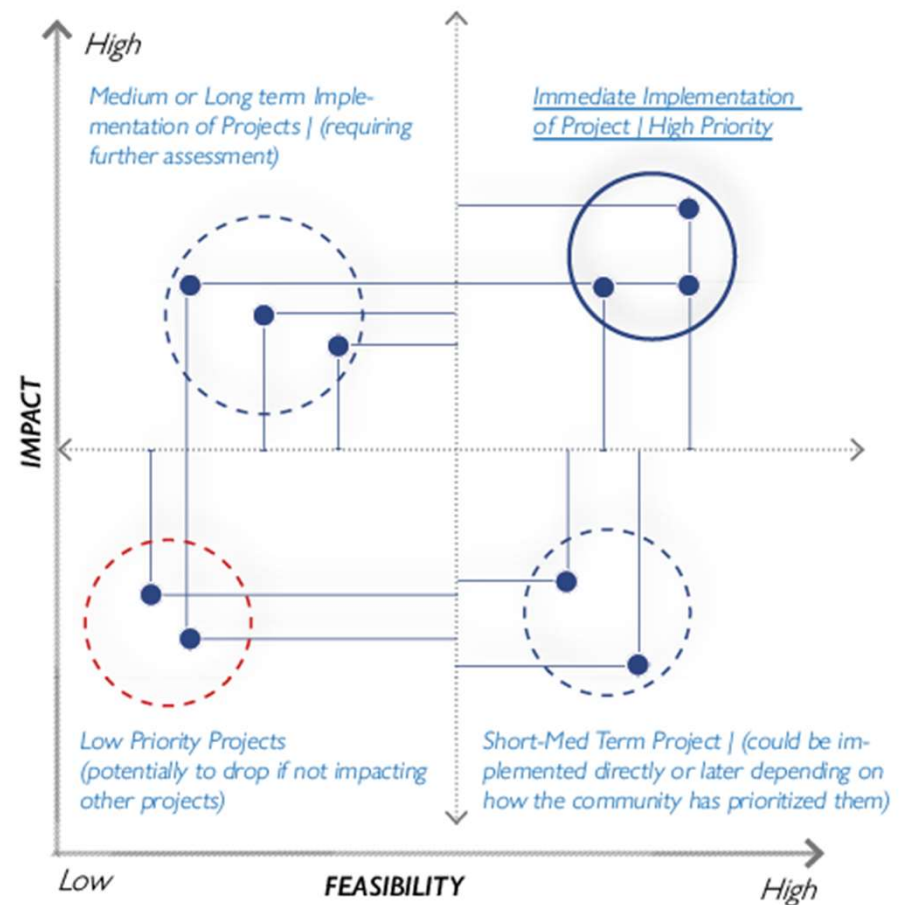 High
Medium or Long term Imple-
mentation of Projects | (requiring
further assessment)
Immediate Implementation
of Project | High Priority
IMPACT
Low Priority Projects
(potentially to drop if not impacting
other projects)
Short-Med Term Project | (could be im-
plemented directly or later depending on
how the community has prioritized them)
Low
FEASIBILITY
High